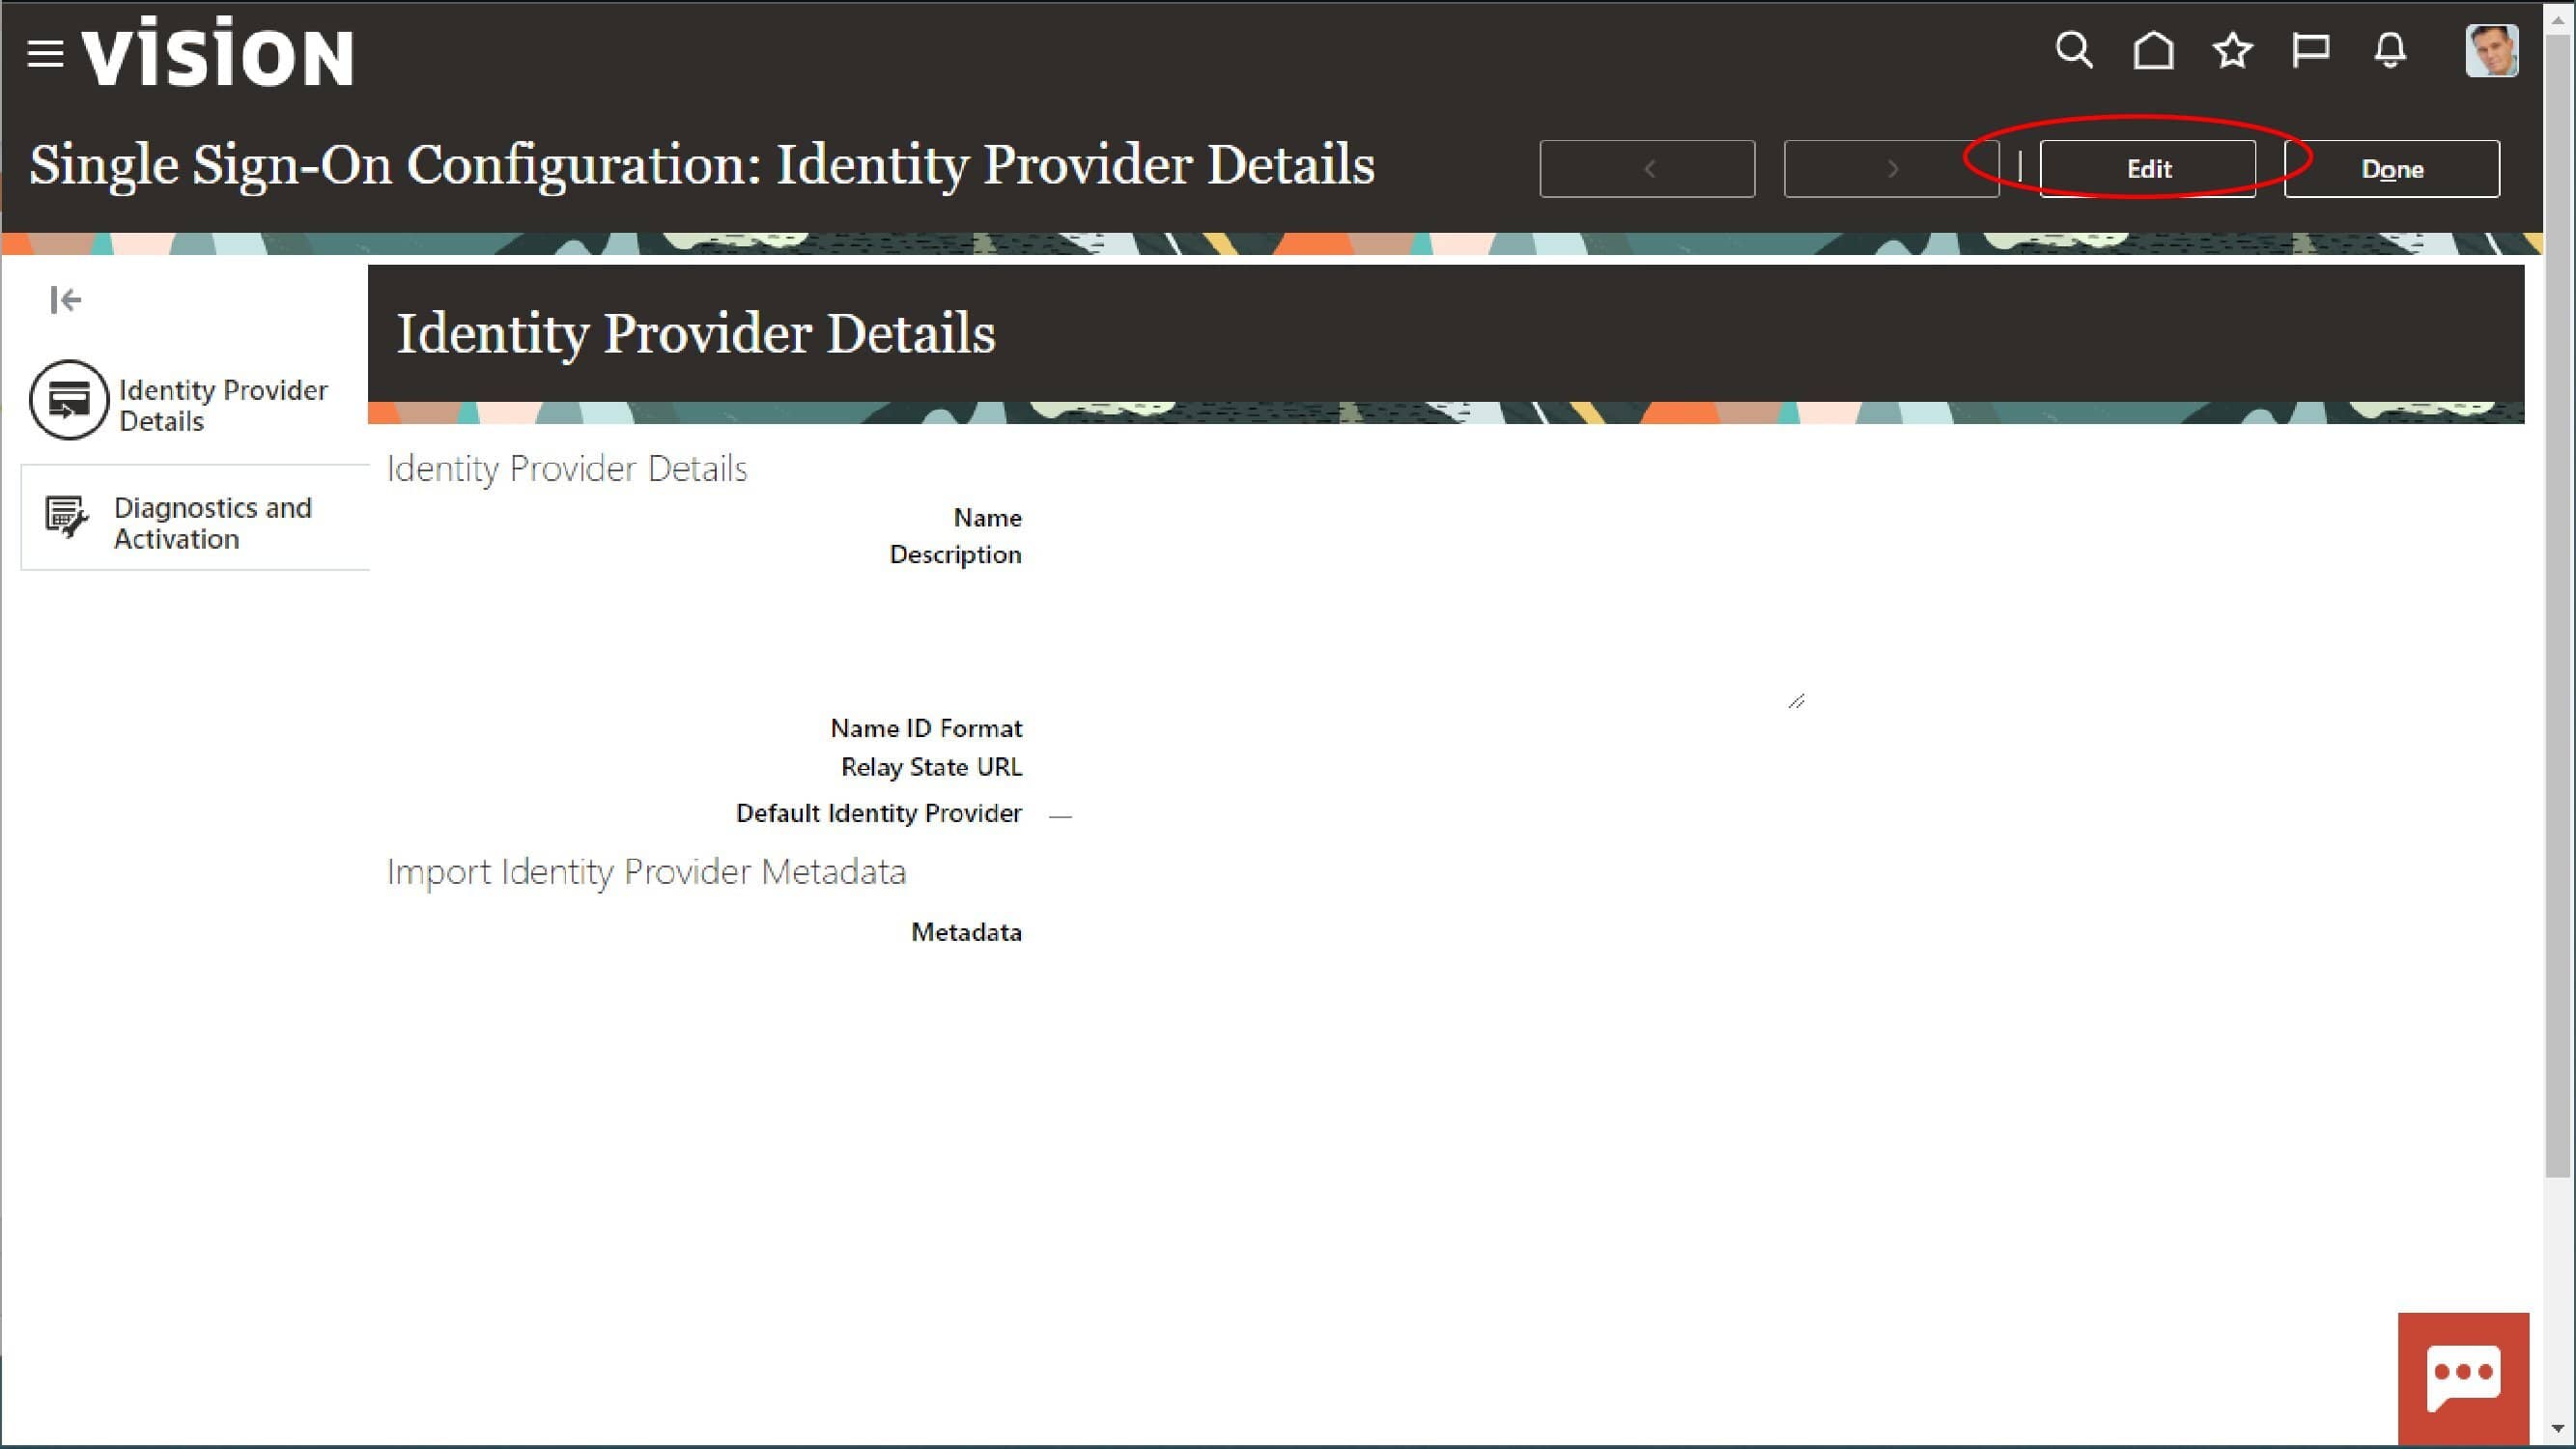 VISION
Single Sign-On Configuration: Identity Provider Details
Edit
Done
Identity Provider
Details
Diagnostics and
Activation
Identity Provider Details
Identity Provider Details
Name
Description
Name ID Format
Relay State URL
Default Identity Provider —
Import Identity Provider Metadata
Metadata